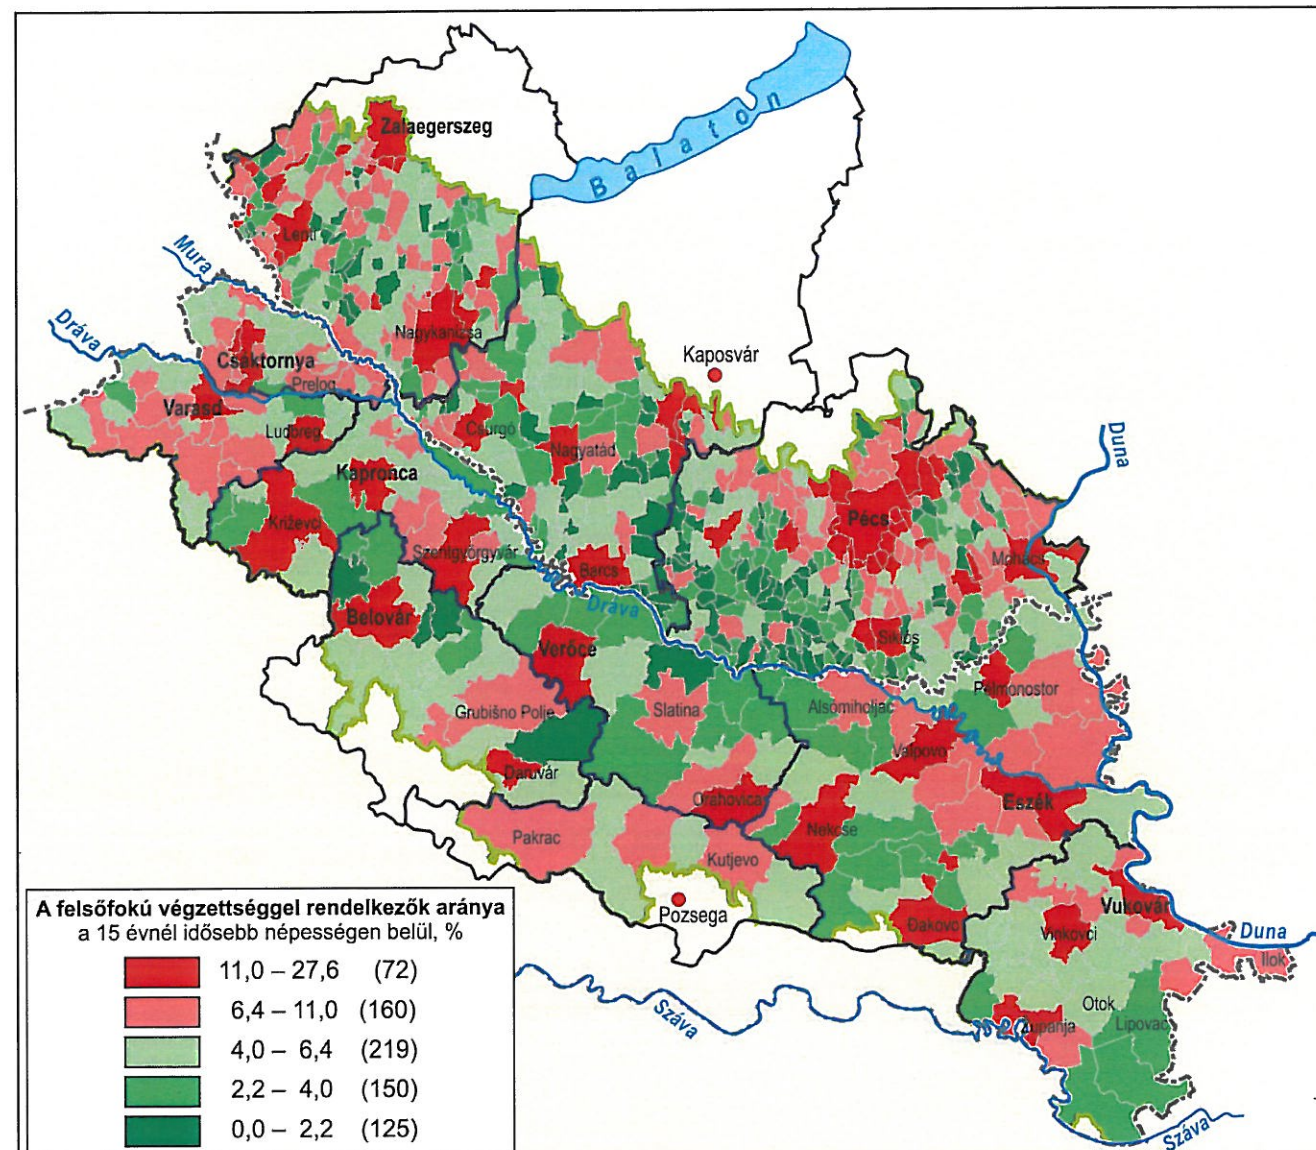 Zalaegerszeg
Balaton
Lenti
Mura
Nagykanizsa
Dráva
Kaposvár
Csáktornya
Prelog
Varasd
Ludbreg
Csurgó
Nagyatád
Duna
Kapronca
Križevci
Szentgyörgyvár
Pécs
Mohács
Barcs
Dráva
Belovár
Siklós
Verőce
Pélmonostor
Grubišno Polje
Slatina
Alsómiholjac
Valpovo
Daruvár
Orahovica
Eszék
Pakrac
Nekcse
Kutjevo
Pozsega
Vukovár
Đakovo
Vinkovci
Duna
Ilok
Száva
Otok
Županja
Lipovac
Száva
A felsőfokú végzettséggel rendelkezők aránya
a 15 évnél idősebb népességen belül, %
11,0 – 27,6 (72)
6,4 – 11,0 (160)
4,0 – 6,4 (219)
2,2 – 4,0 (150)
0,0 – 2,2 (125)